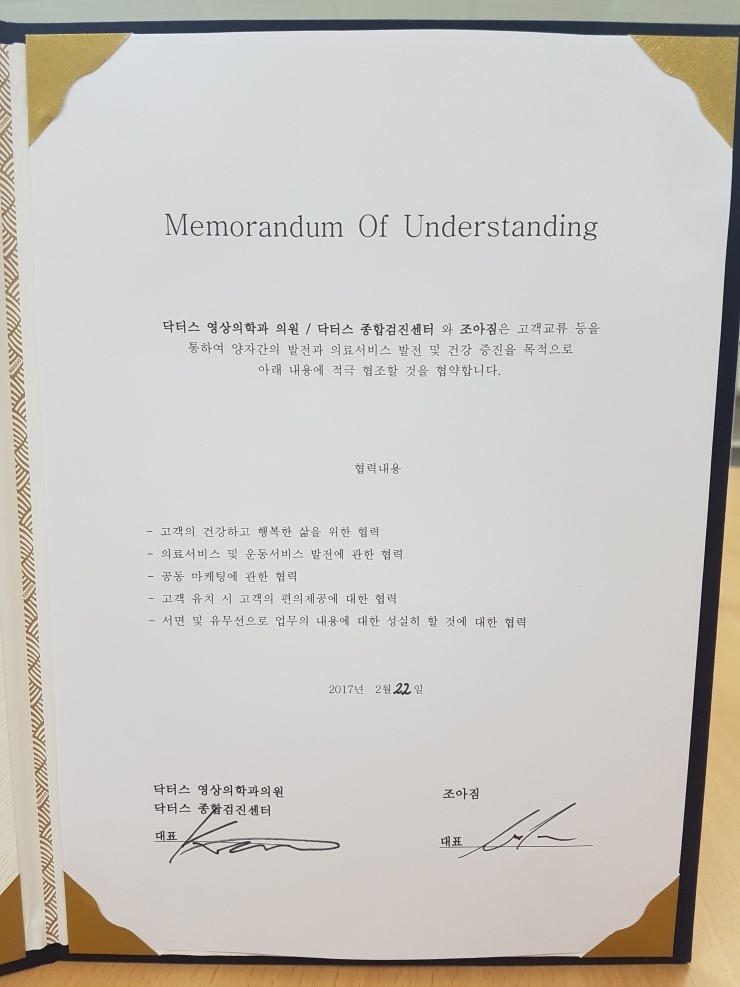 Memorandum Of Understanding
닥터스 영상의학과 의원 / 닥터스 종합검진센터 와 조아짐은 고객교류 등을
통하여 양자간의 발전과 의료서비스 발전 및 건강 증진을 목적으로
아래 내용에 적극 협조할 것을 협약합니다.
협력내용
- 고객의 건강하고 행복한 삶을 위한 협력
- 의료서비스 및 운동서비스 발전에 관한 협력
- 공동 마케팅에 관한 협력
- 고객 유치 시 고객의 편의제공에 대한 협력
- 서면 및 유무선으로 업무의 내용에 대한 성실히 할 것에 대한 협력
2017년 2월 22일
닥터스 영상의학과의원
닥터스 종합검진센터
대표
조아짐
대표